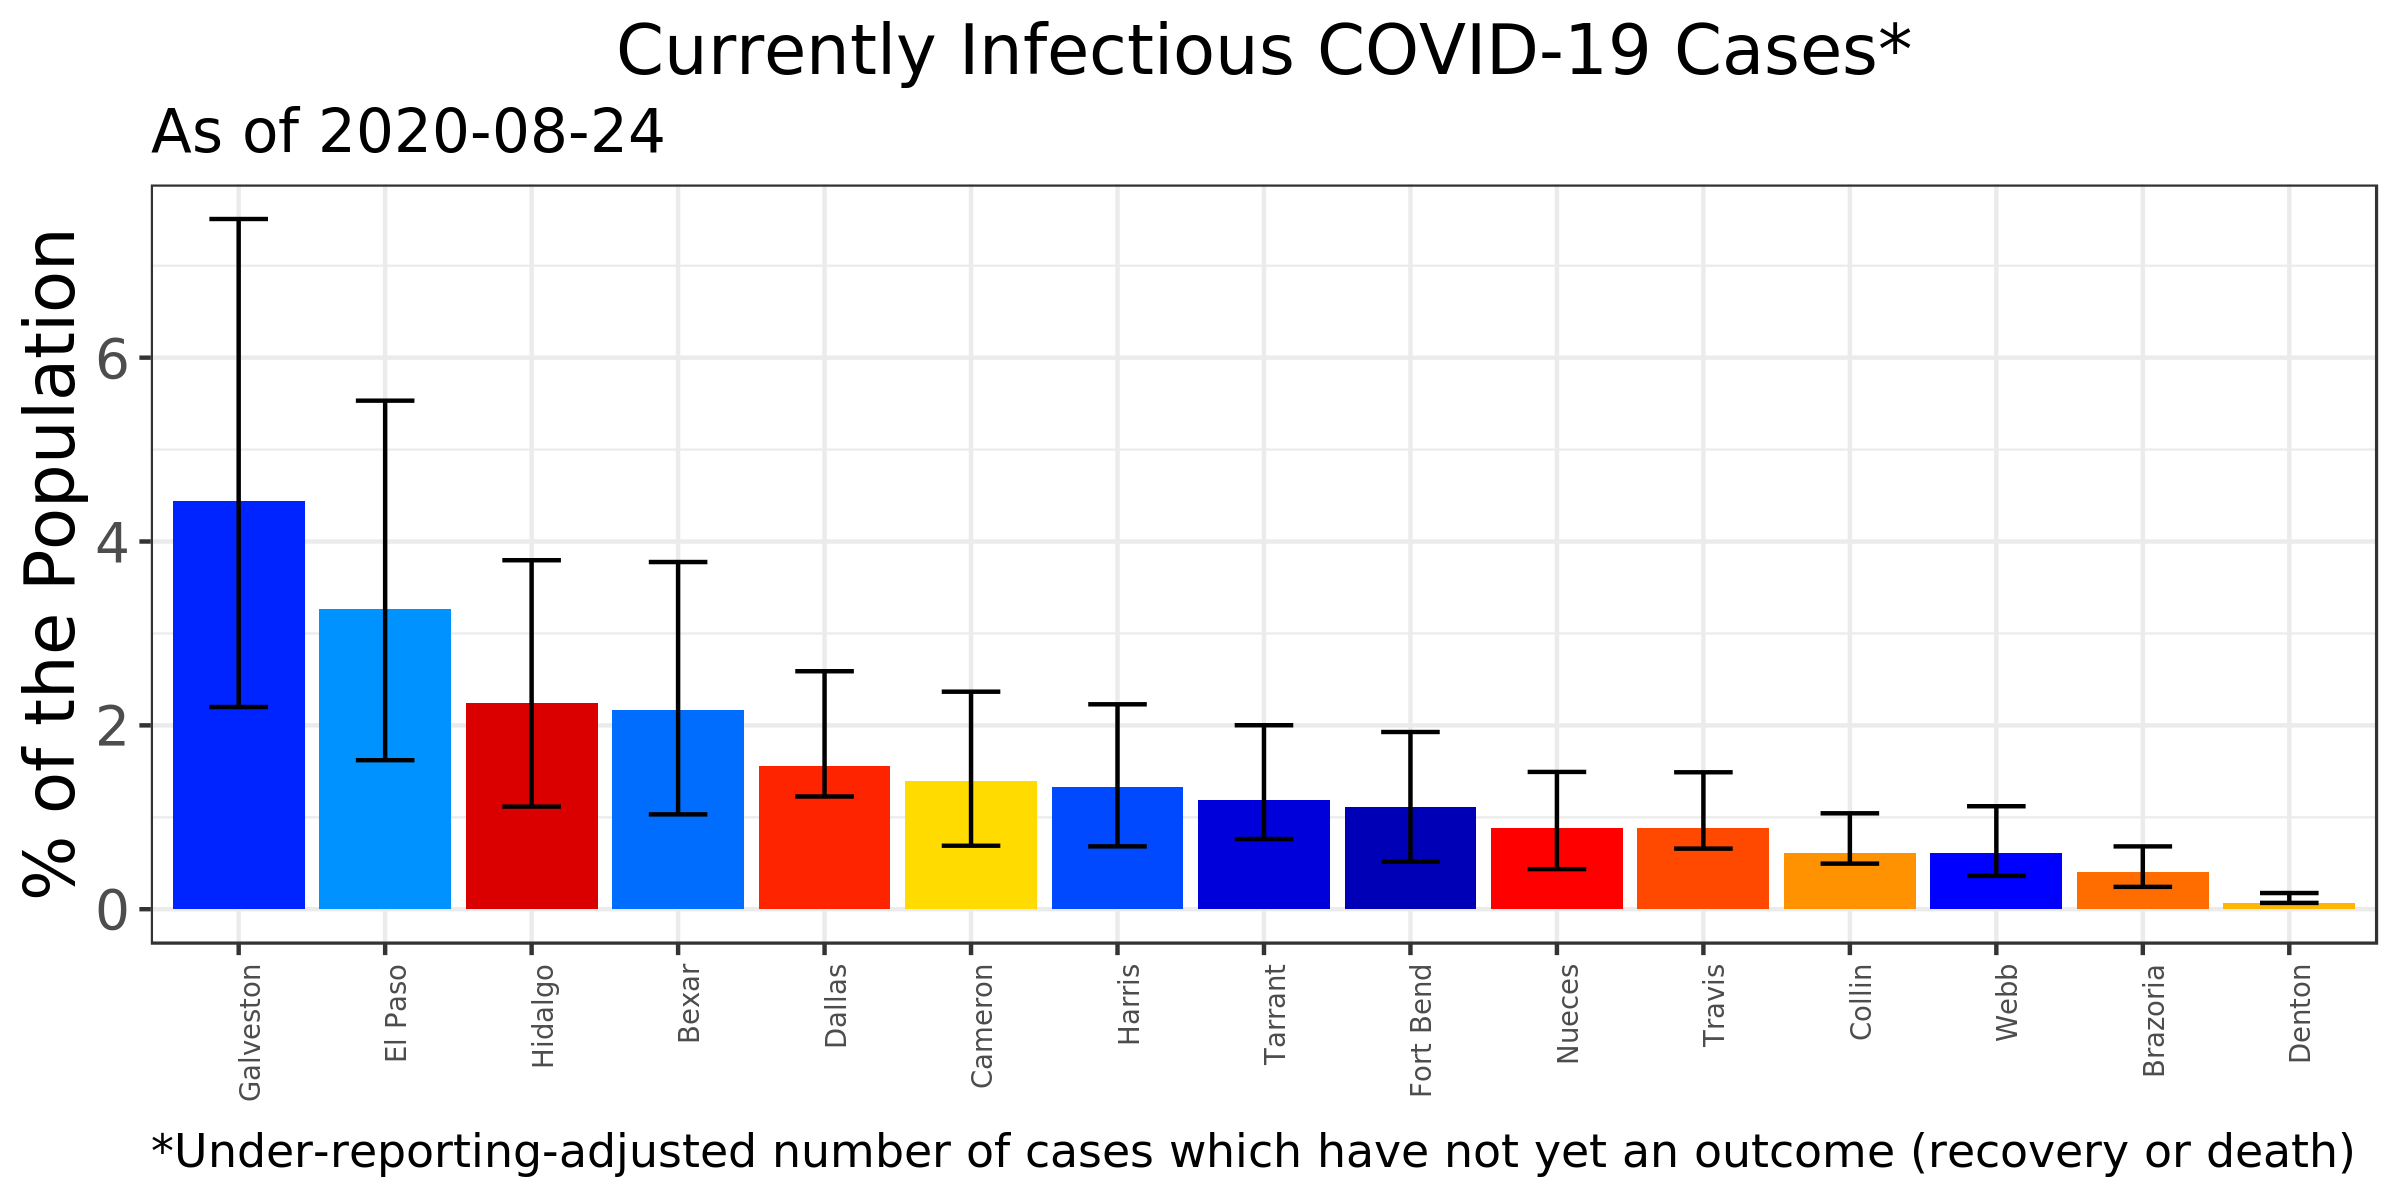 Currently Infectious COVID-19 Cases*
As of 2020-08-24
% of the Population
6
4
2
0
Galveston
El Paso
Hidalgo
Bexar
Dallas
Cameron
Harris
Tarrant
Fort Bend
Nueces
Travis
Collin
Webb
Brazoria
Denton
*Under-reporting-adjusted number of cases which have not yet an outcome (recovery or death)